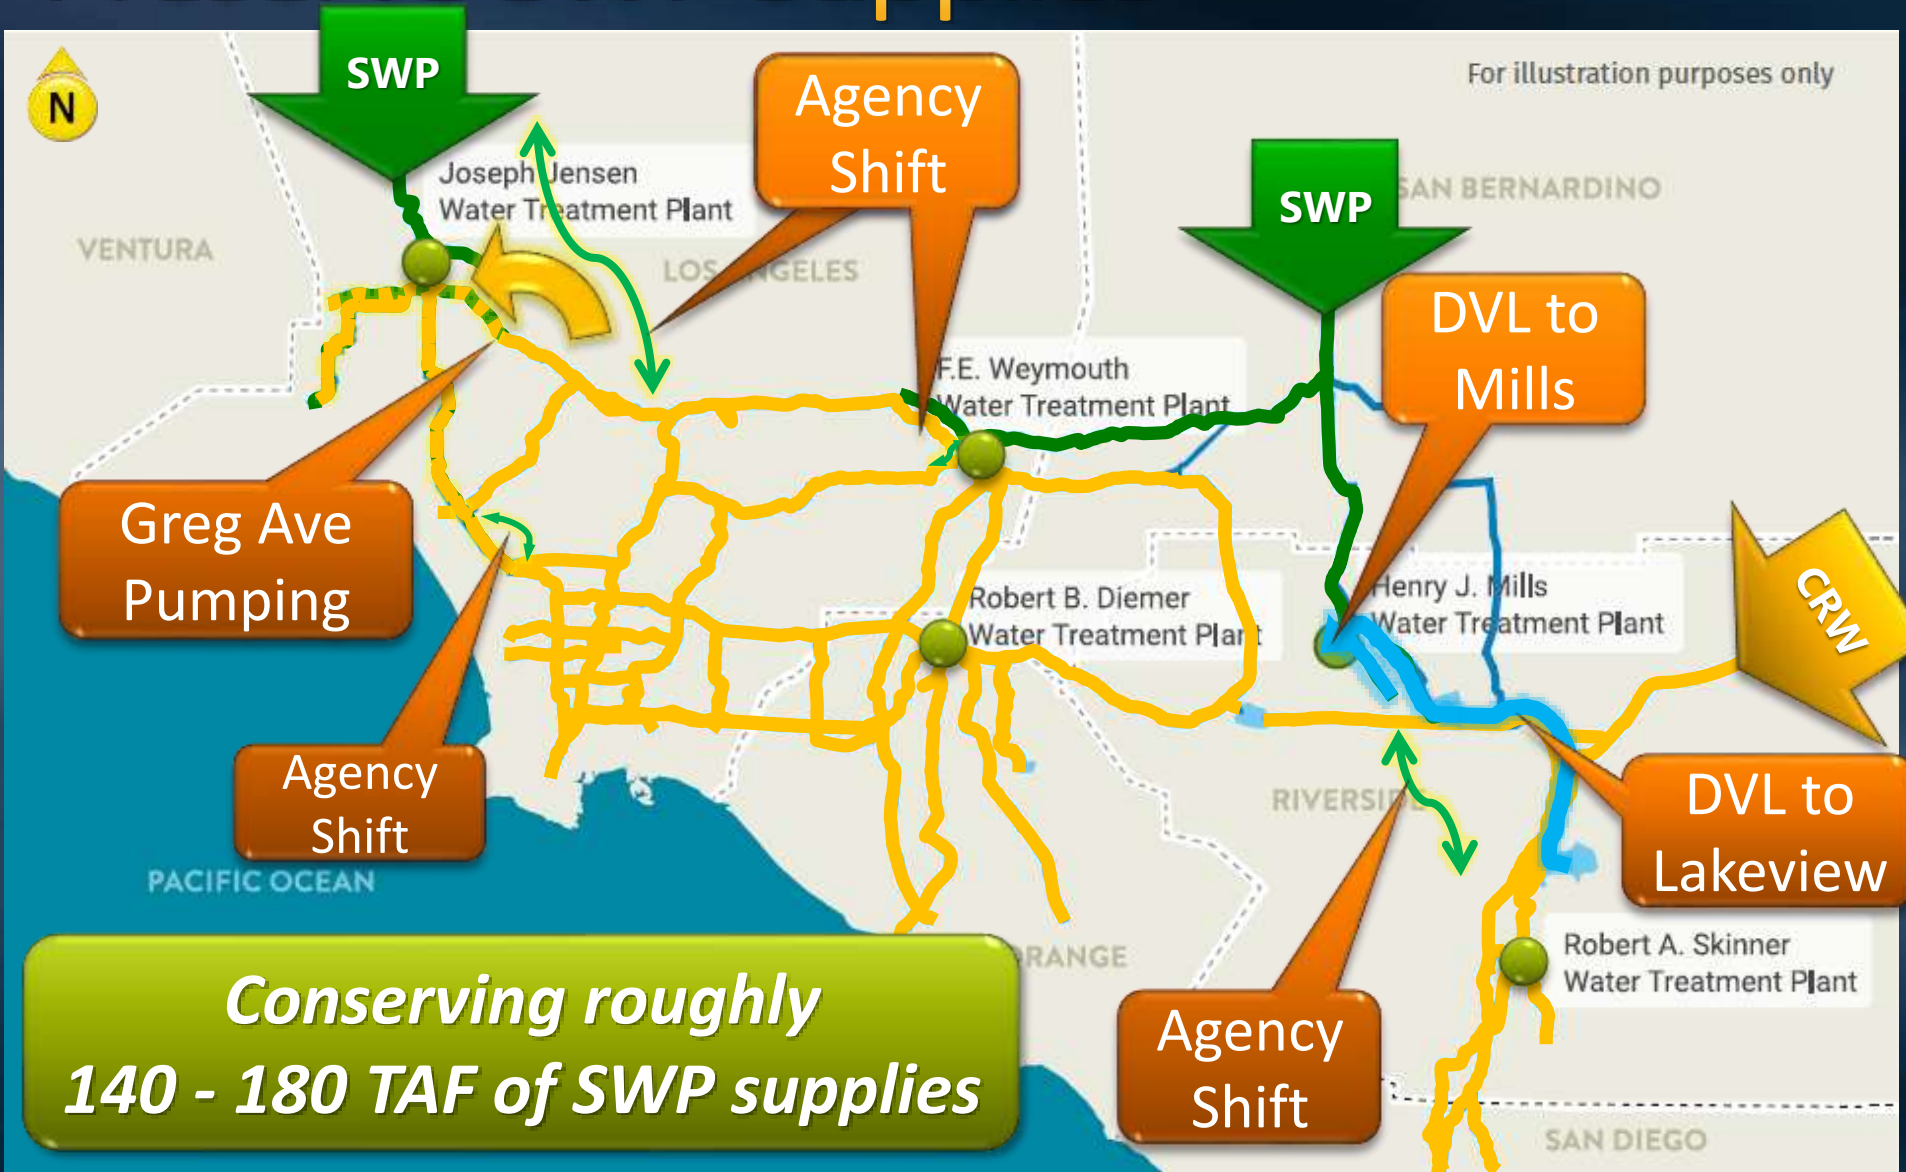 SWP
N
Agency
Shift
For illustration purposes only
Joseph Jensen
Water Treatment Plant
SWP
SAN BERNARDINO
VENTURA
LOS ANGELES
DVL to
Mills
F.E. Weymouth
Water Treatment Plant
Greg Ave
Pumping
Robert B. Diemer
Water Treatment Plant
Henry J. Mills
Water Treatment Plant
CRW
Agency
Shift
RIVERSIDE
DVL to
Lakeview
PACIFIC OCEAN
ORANGE
Robert A. Skinner
Water Treatment Plant
Conserving roughly
140 - 180 TAF of SWP supplies
Agency
Shift
SAN DIEGO